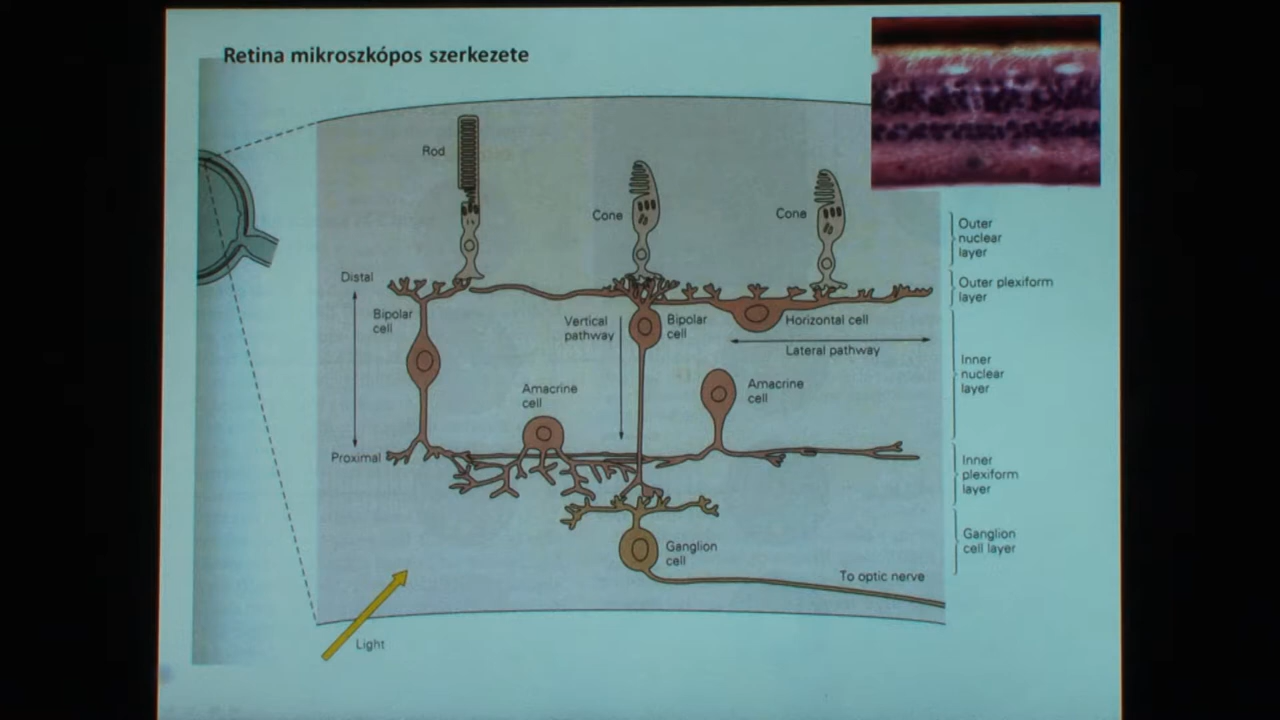 Retina mikroszkópos szerkezete
Rod
Cone
Cone
Outer
nuclear
layer
Distal
Outer plexiform
layer
Bipolar
cell
Vertical
pathway
Bipolar
cell
Horizontal cell
Lateral pathway
Inner
nuclear
layer
Amacrine
cell
Amacrine
cell
Proximal
Inner
plexiform
layer
Ganglion
cell
Ganglion
cell layer
To optic nerve
Light